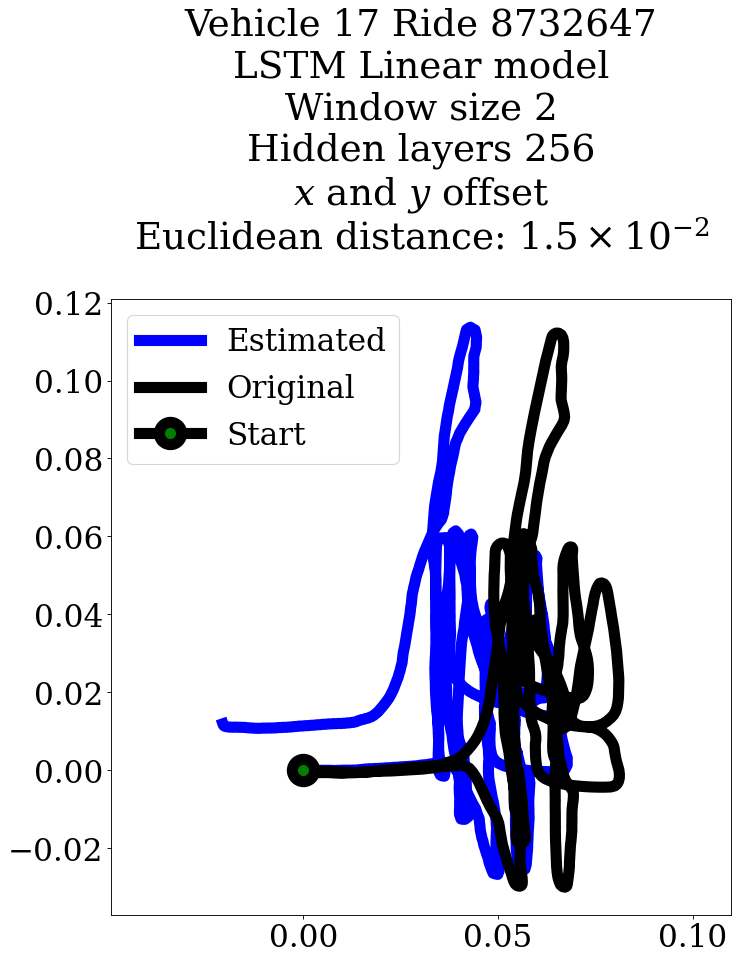 Vehicle 17 Ride 8732647
LSTM Linear model
Window size 2
Hidden layers 256
x and y offset
Euclidean distance: 1.5 × 10⁻²
Estimated
Original
Start
0.12
0.10
0.08
0.06
0.04
0.02
0.00
−0.02
0.00 0.05 0.10